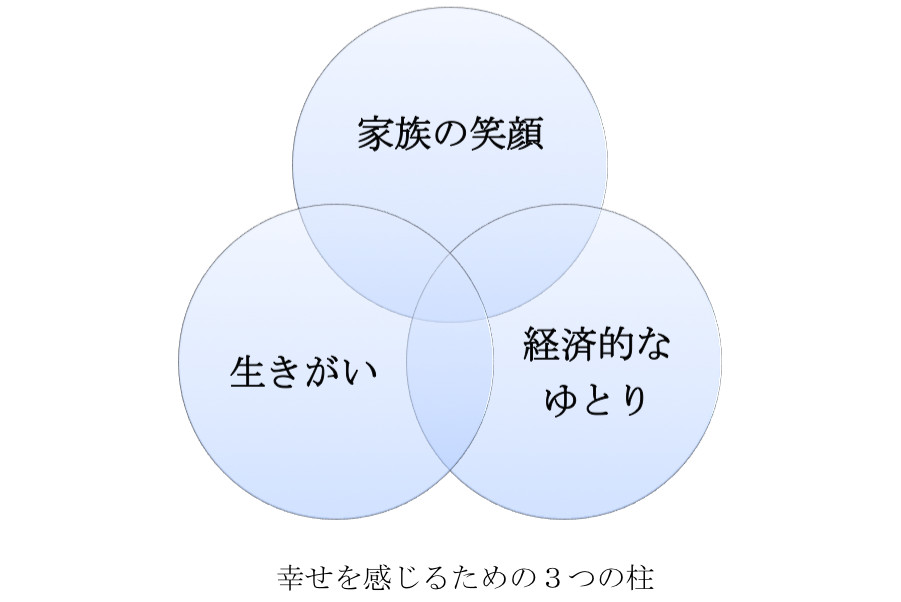 家族の笑顔
生きがい
経済的な
ゆとり
幸せを感じるための３つの柱